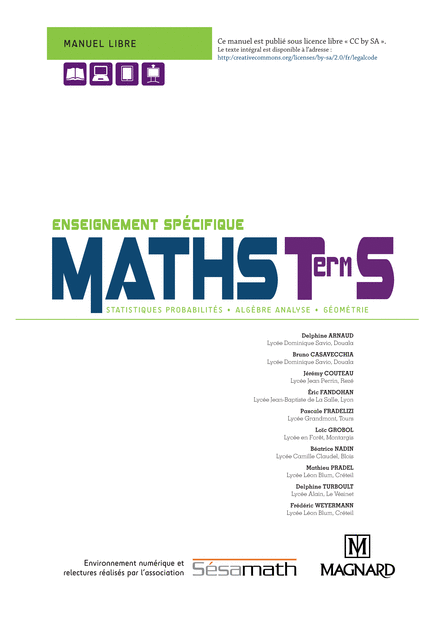 MANUEL LIBRE
Ce manuel est publié sous licence libre « CC by SA ».
Le texte intégral est disponible à l'adresse :
http://creativecommons.org/licenses/by-sa/2.0/fr/legalcode
ENSEIGNEMENT SPÉCIFIQUE
MATHS Term S
STATISTIQUES PROBABILITÉS • ALGÈBRE ANALYSE • GÉOMÉTRIE
Delphine ARNAUD
Lycée Dominique Savio, Douala
Bruno CASAVECCHIA
Lycée Dominique Savio, Douala
Jérémy COUTEAU
Lycée Jean Perrin, Rezé
Éric FANDOHAN
Lycée Jean-Baptiste de La Salle, Lyon
Pascale FRADELIZI
Lycée Grandmont, Tours
Loïc GROBOL
Lycée en Forêt, Montargis
Béatrice NADIN
Lycée Camille Claudel, Blois
Mathieu PRADEL
Lycée Léon Blum, Créteil
Delphine TURBOULT
Lycée Alain, Le Vésinet
Frédéric WEYERMANN
Lycée Léon Blum, Créteil
Environnement numérique et
relectures réalisés par l'association
Sésamath
M
MAGNARD